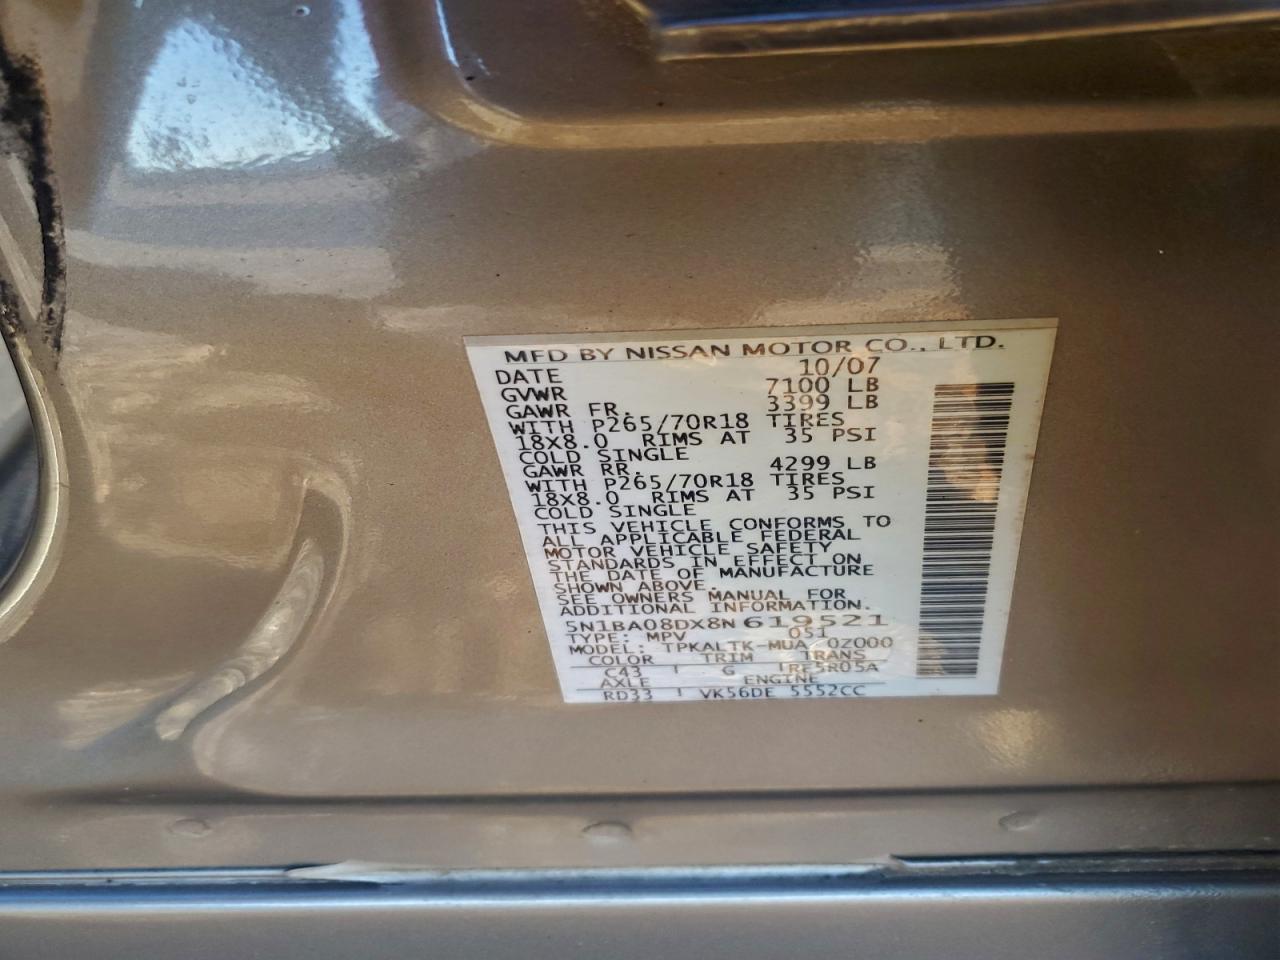 MFD BY NISSAN MOTOR CO., LTD.
DATE 10/07
GVWR 7100 LB
GAWR FR. 3399 LB
WITH P265/70R18 TIRES
18X8.0 RIMS AT 35 PSI
COLD SINGLE
GAWR RR. 4299 LB
WITH P265/70R18 TIRES
18X8.0 RIMS AT 35 PSI
COLD SINGLE
THIS VEHICLE CONFORMS TO
ALL APPLICABLE FEDERAL
MOTOR VEHICLE SAFETY
STANDARDS IN EFFECT ON
THE DATE OF MANUFACTURE
SHOWN ABOVE.
SEE OWNERS MANUAL FOR
ADDITIONAL INFORMATION.
5N1BA08DX8N619521
TYPE: MPV 051
MODEL: TPKALTK-MUA 0Z000
COLOR TRIM TRANS
C43 G RE5R05A
AXLE ENGINE
RD33 VK56DE 5552CC